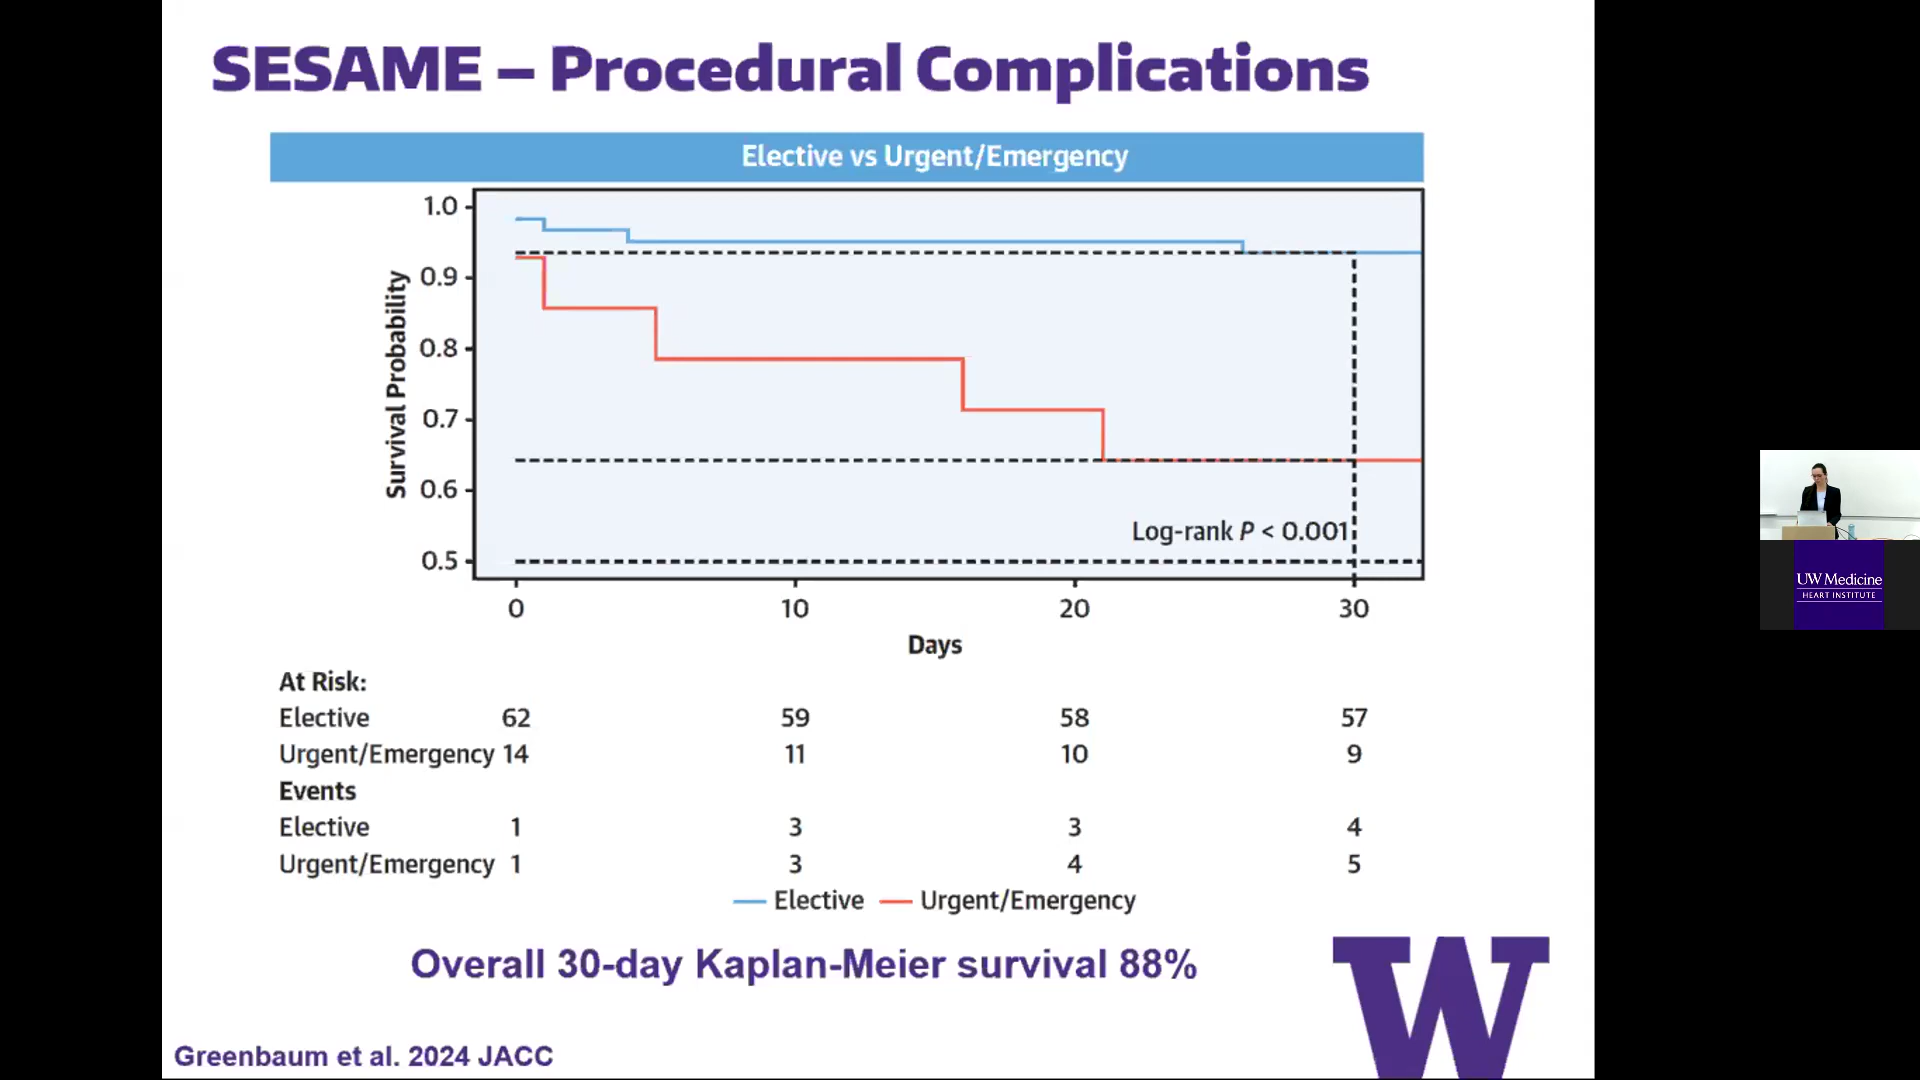 SESAME – Procedural Complications
Elective vs Urgent/Emergency
1.0
0.9
0.8
0.7
0.6
0.5
Survival Probability
Log-rank P < 0.001
0 10 20 30
Days
At Risk:
Elective 62 59 58 57
Urgent/Emergency 14 11 10 9
Events
Elective 1 3 3 4
Urgent/Emergency 1 3 4 5
Elective Urgent/Emergency
Overall 30-day Kaplan-Meier survival 88%
W
Greenbaum et al. 2024 JACC
UW Medicine
HEART INSTITUTE